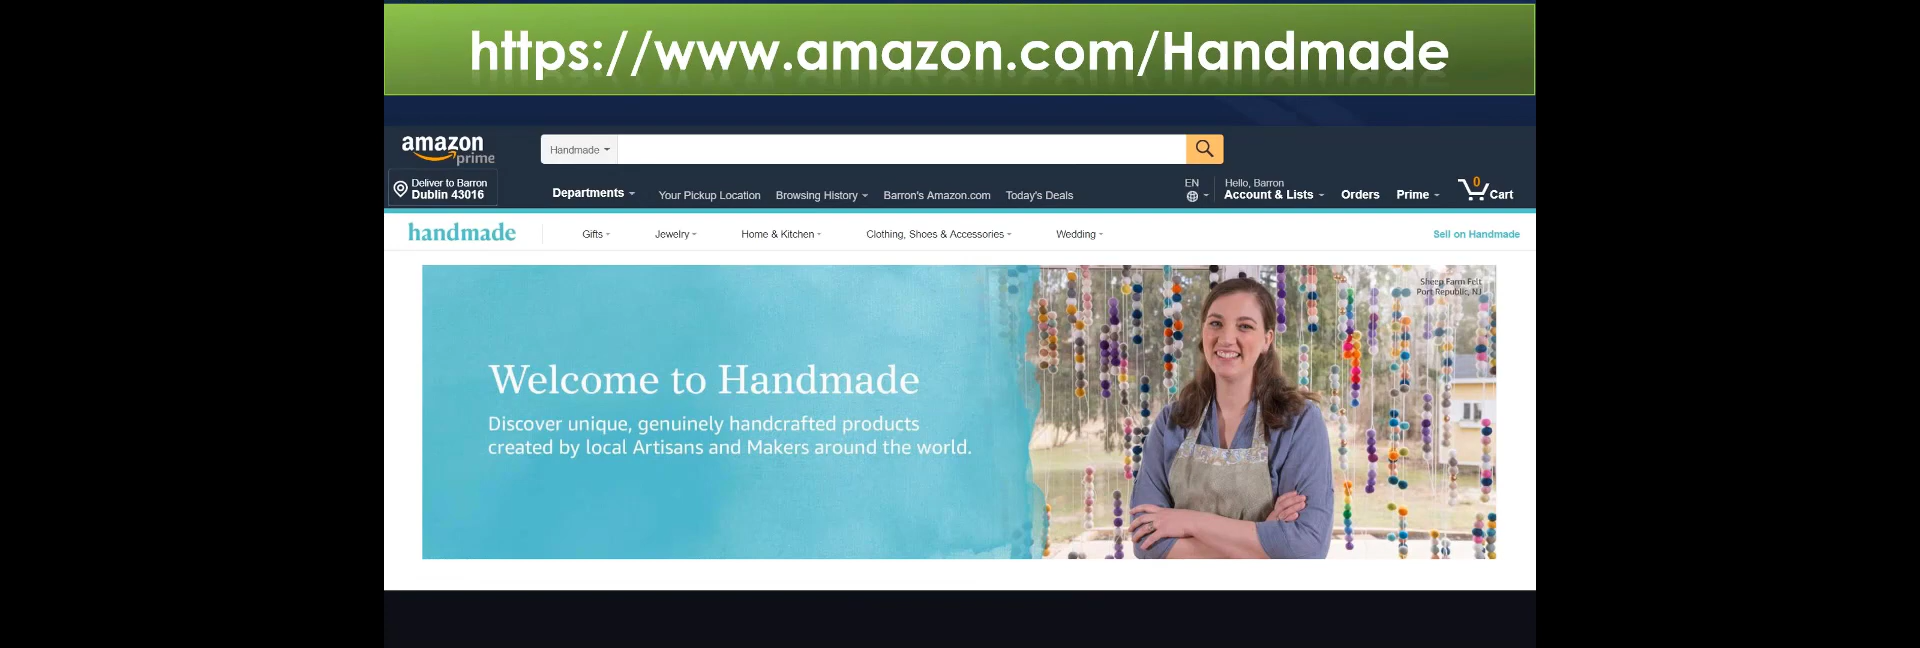 https://www.amazon.com/Handmade
amazon
prime
Handmade
Deliver to Barron
Dublin 43016
Departments
Your Pickup Location
Browsing History
Barron's Amazon.com
Today's Deals
EN
Hello, Barron
Account & Lists
Orders
Prime
0
Cart
handmade
Gifts
Jewelry
Home & Kitchen
Clothing, Shoes & Accessories
Wedding
Sell on Handmade
Sheep Farm Felt
Port Republic, NJ
Welcome to Handmade
Discover unique, genuinely handcrafted products
created by local Artisans and Makers around the world.